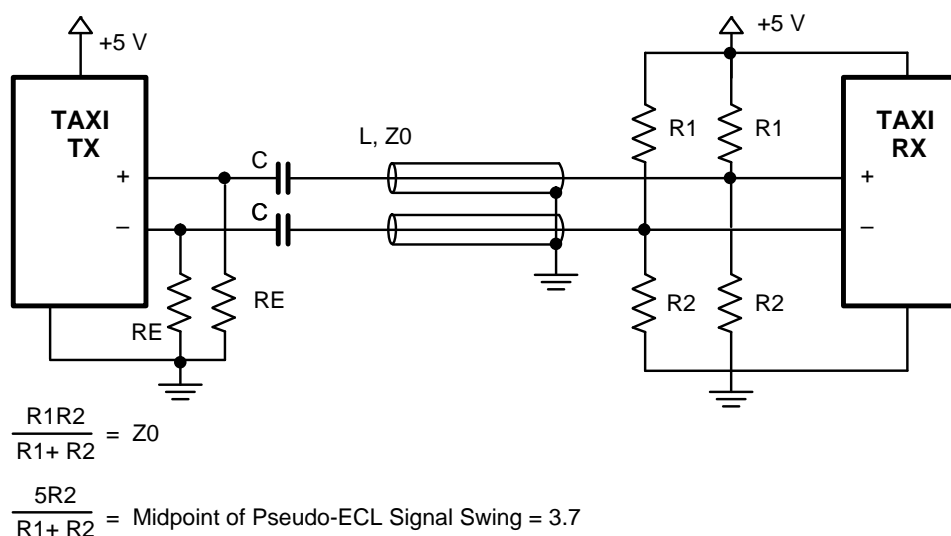 +5 V
+5 V
TAXI
TX
TAXI
RX
R1
R1
L, Z0
C
+
+
C
–
–
RE
RE
R2
R2
R1R2
R1+ R2
= Z0
5R2
R1+ R2
= Midpoint of Pseudo-ECL Signal Swing = 3.7